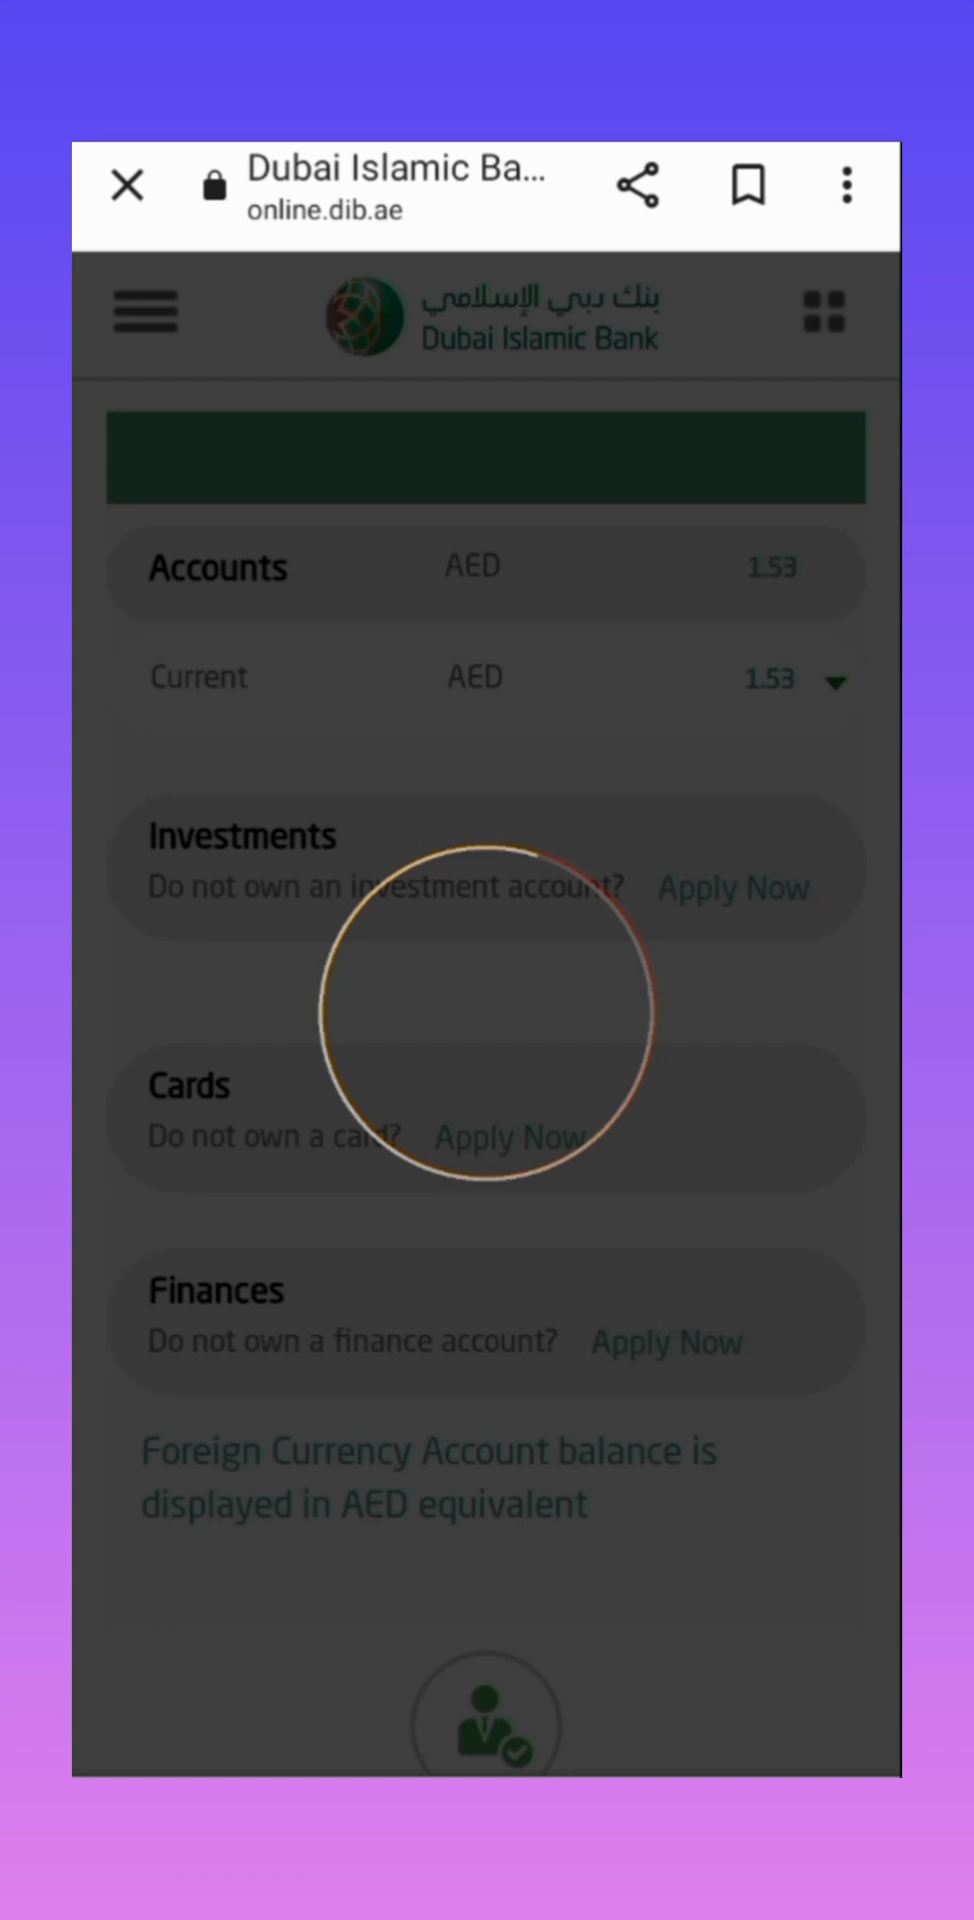 Dubai Islamic Ba...
online.dib.ae
بنك دبي الإسلامي
Dubai Islamic Bank
Accounts AED 1.53
Current AED 1.53
Investments
Do not own an investment account? Apply Now
Cards
Do not own a card? Apply Now
Finances
Do not own a finance account? Apply Now
Foreign Currency Account balance is
displayed in AED equivalent